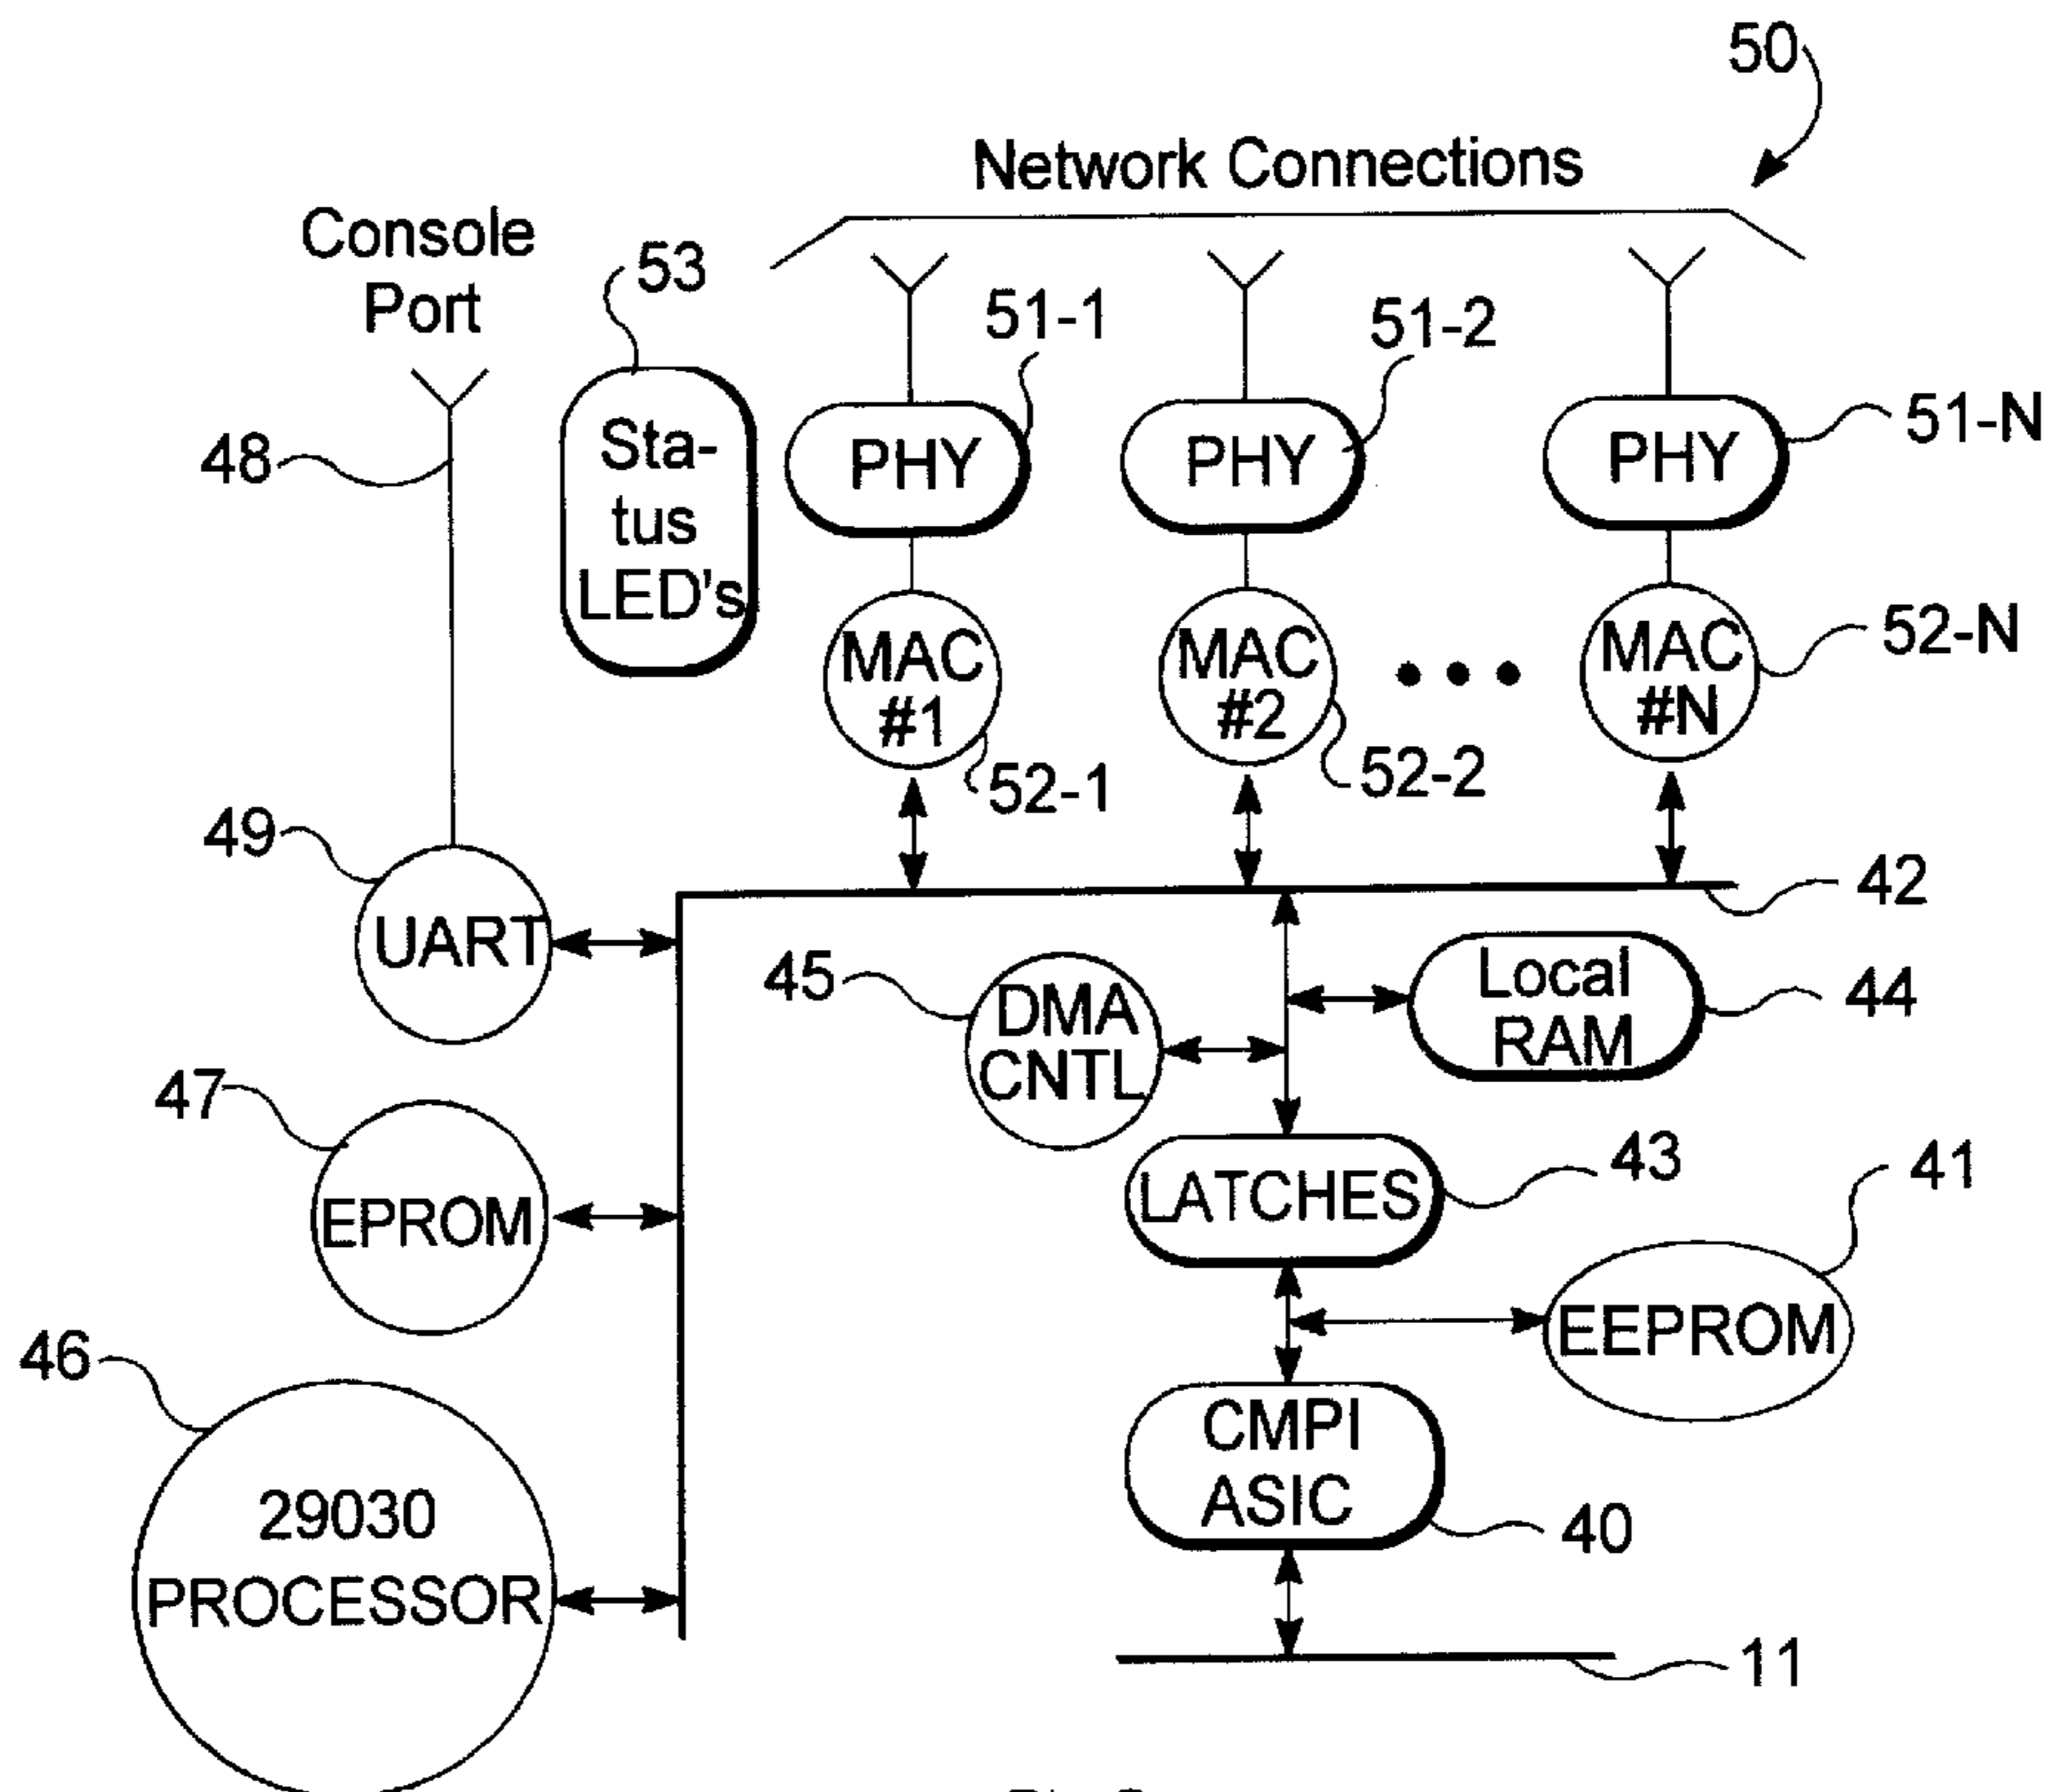 50
Network Connections
Console
Port
53
51-1
51-2
51-N
48
Sta-
tus
LED's
PHY
PHY
PHY
MAC
#1
MAC
#2
MAC
#N
52-N
52-1
52-2
49
42
UART
45
DMA
CNTL
Local
RAM
44
47
EPROM
LATCHES
43
41
EEPROM
46
29030
PROCESSOR
CMPI
ASIC
40
11